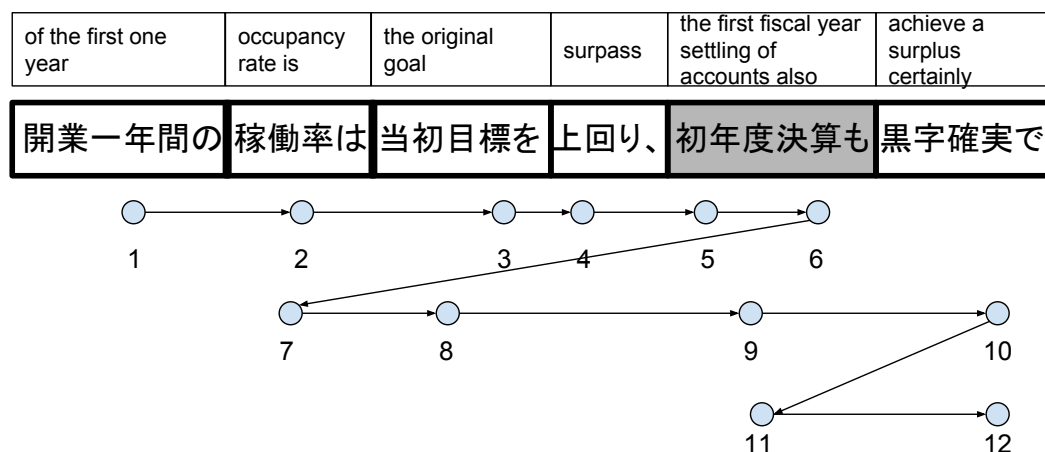 of the first one year occupancy rate is the original goal surpass the first fiscal year settling of accounts also achieve a surplus certainly
開業一年間の 稼働率は 当初目標を 上回り、 初年度決算も 黒字確実で
1 2 3 4 5 6
7 8 9 10
11 12